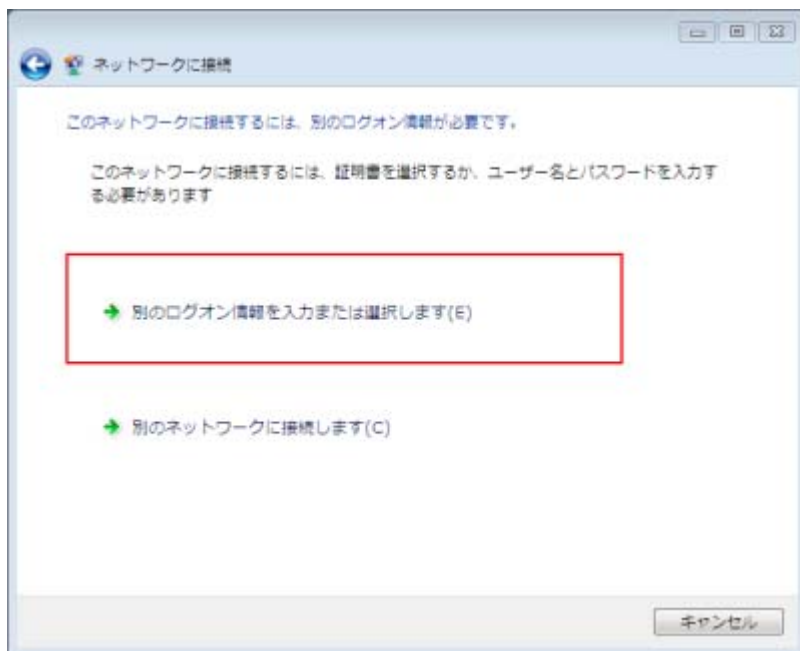 ネットワークに接続
このネットワークに接続するには、別のログオン情報が必要です。
このネットワークに接続するには、証明書を選択するか、ユーザー名とパスワードを入力す
る必要があります
別のログオン情報を入力または選択します(E)
別のネットワークに接続します(C)
キャンセル